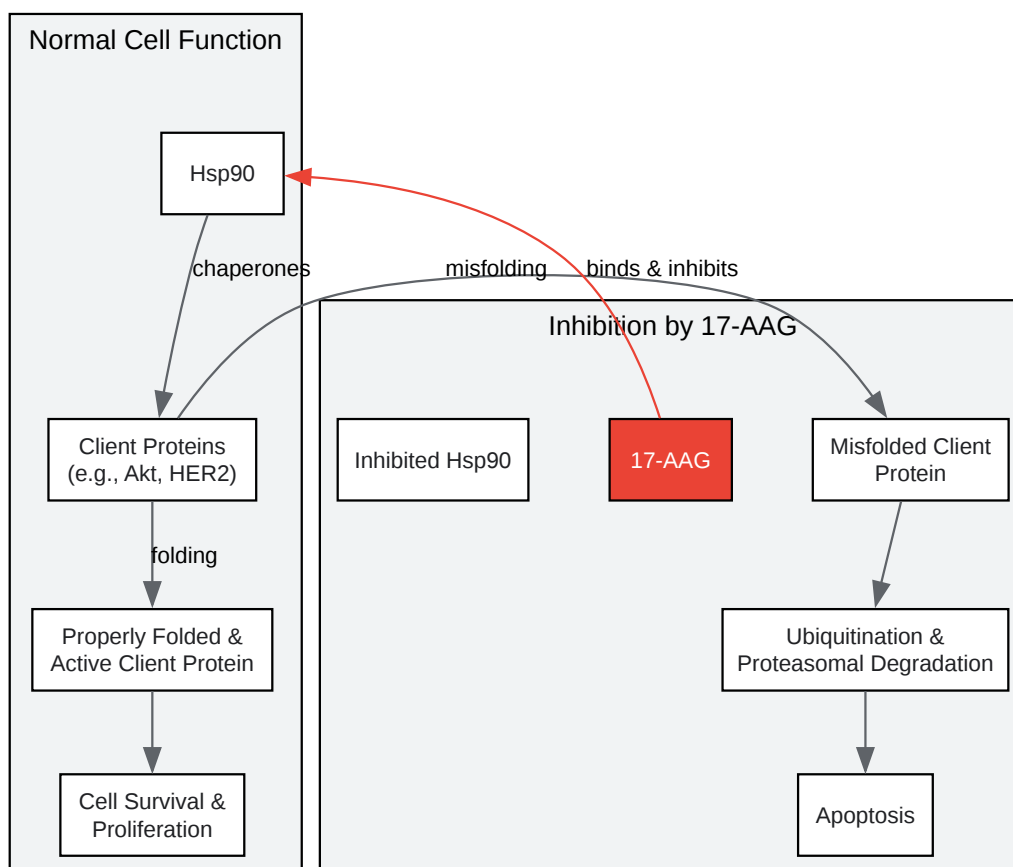 Normal Cell Function
Hsp90
chaperones
misfolding
binds & inhibits
Inhibition by 17-AAG
Client Proteins
(e.g., Akt, HER2)
Inhibited Hsp90
17-AAG
Misfolded Client
Protein
folding
Properly Folded &
Active Client Protein
Ubiquitination &
Proteasomal Degradation
Cell Survival &
Proliferation
Apoptosis